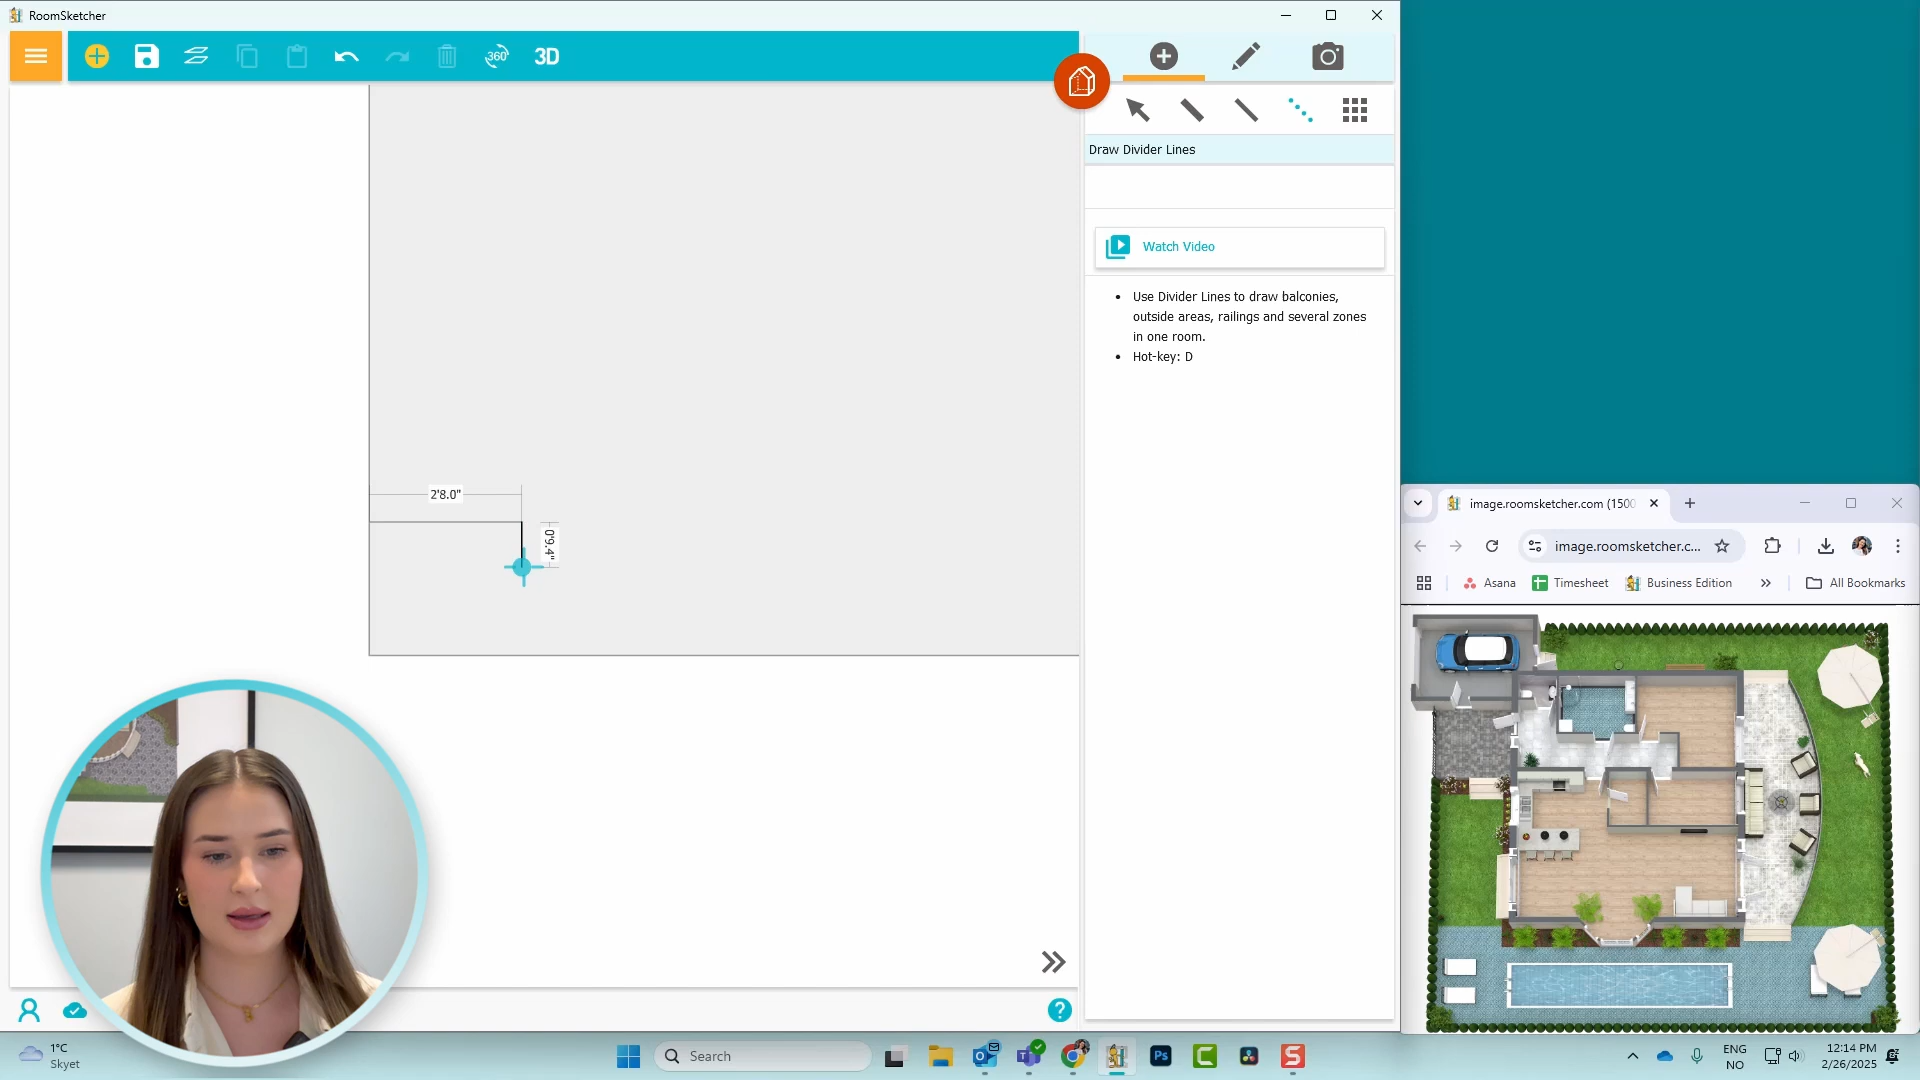 RoomSketcher
360
3D
Draw Divider Lines
Watch Video
• Use Divider Lines to draw balconies,
outside areas, railings and several zones
in one room.
• Hot-key: D
2'8.0"
0'9.4"
image.roomsketcher.com (1500
image.roomsketcher.c...
Asana
Timesheet
Business Edition
All Bookmarks
1°C
Skyet
Search
Ps
ENG
NO
12:14 PM
2/26/2025